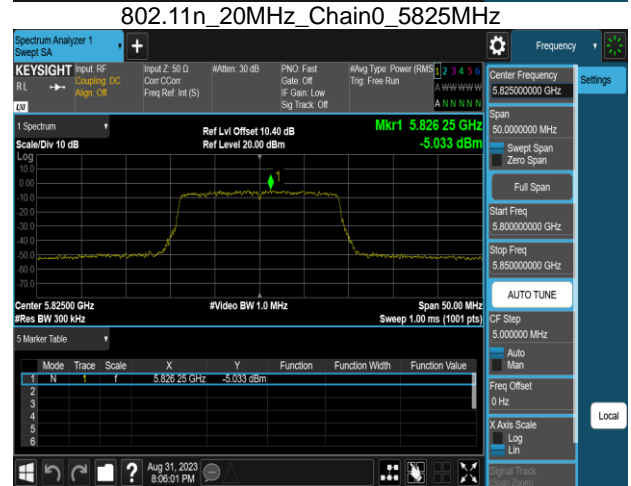 802.11n_20MHz_Chain0_5825MHz
Spectrum Analyzer 1
Swept SA
Frequency
KEYSIGHT
Input: RF
Input Z: 50 Ω
#Atten: 30 dB
PNO: Fast
#Avg Type: Power (RMS
1 2 3 4 5 6
R L
Coupling: DC
Corr CCorr
Gate: Off
Trig: Free Run
A W W W W W
Align: Off
Freq Ref: Int (S)
IF Gain: Low
Sig Track: Off
A N N N N N
LXI
Center Frequency
5.825000000 GHz
Settings
1 Spectrum
Ref Lvl Offset 10.40 dB
Mkr1 5.826 25 GHz
Scale/Div 10 dB
Ref Level 20.00 dBm
-5.033 dBm
Span
50.0000000 MHz
Swept Span
Zero Span
Log
10.0
0.00
-10.0
-20.0
-30.0
-40.0
-50.0
-60.0
-70.0
1
Full Span
Start Freq
5.800000000 GHz
Stop Freq
5.850000000 GHz
AUTO TUNE
Center 5.82500 GHz
#Video BW 1.0 MHz
Span 50.00 MHz
#Res BW 300 kHz
Sweep 1.00 ms (1001 pts)
CF Step
5.000000 MHz
Auto
Man
5 Marker Table
Mode Trace Scale X Y Function Function Width Function Value
1 N 1 f 5.826 25 GHz -5.033 dBm
2
3
4
5
6
Freq Offset
0 Hz
X Axis Scale
Log
Lin
Local
Signal Track
(Span Zoom)
? Aug 31, 2023
8:06:01 PM